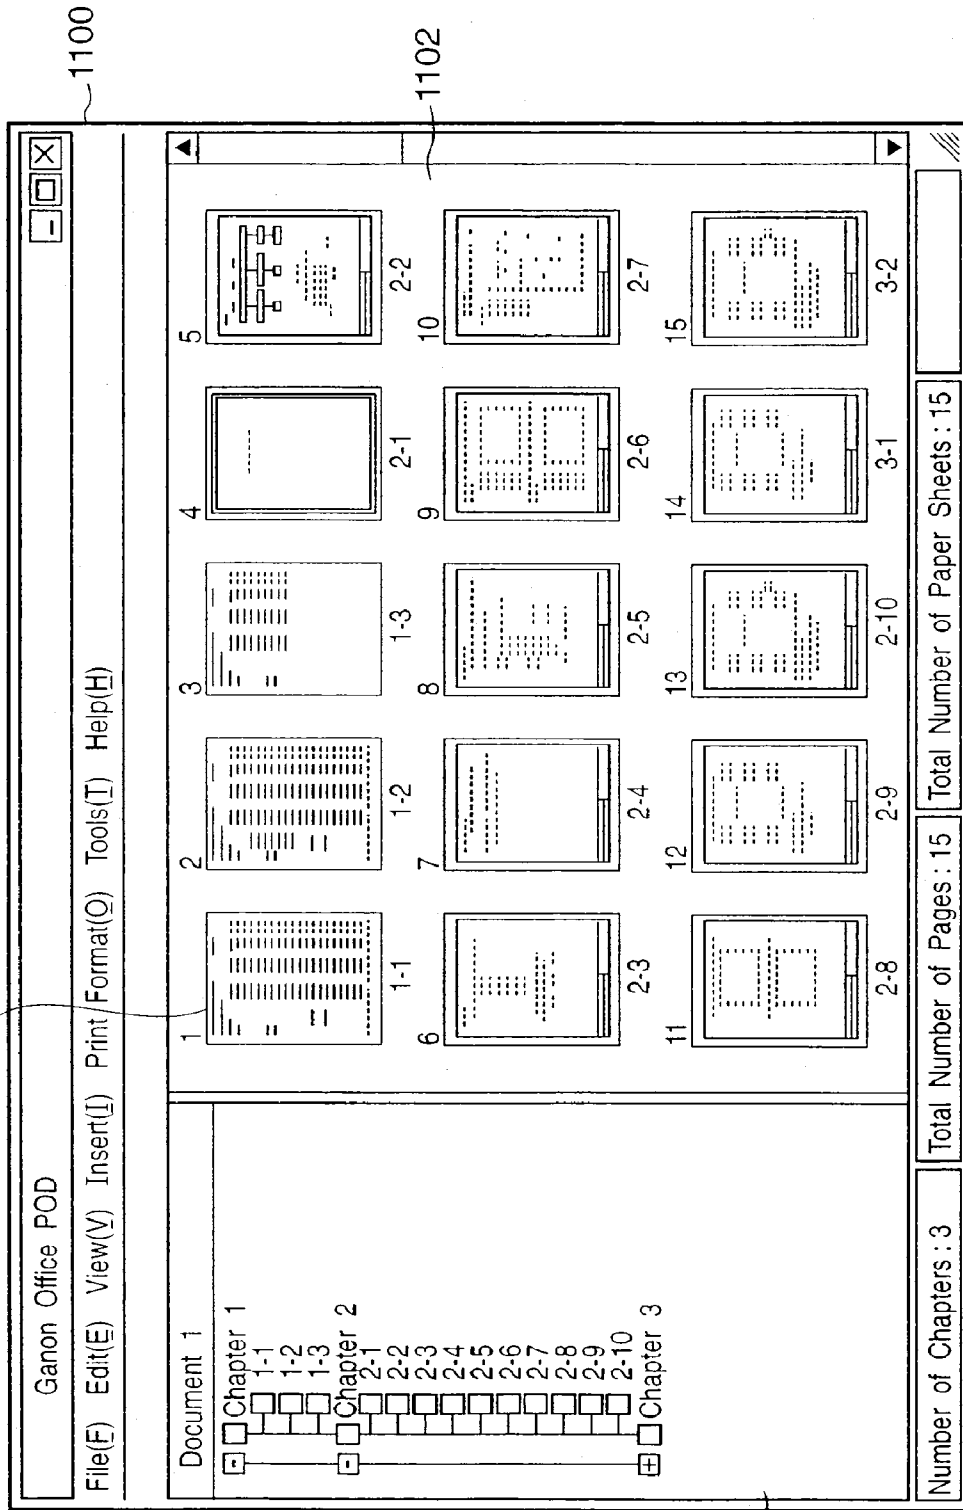 1100
Ganon Office POD
File(F) Edit(E) View(V) Insert(I) Print Format(O) Tools(T) Help(H)
1102
Document 1
Chapter 1
1-1
1-2
1-3
Chapter 2
2-1
2-2
2-3
2-4
2-5
2-6
2-7
2-8
2-9
2-10
Chapter 3
1 2 3 4 5
1-1 1-2 1-3 2-1 2-2
6 7 8 9 10
2-3 2-4 2-5 2-6 2-7
11 12 13 14 15
2-8 2-9 2-10 3-1 3-2
Number of Chapters : 3 Total Number of Pages : 15 Total Number of Paper Sheets : 15